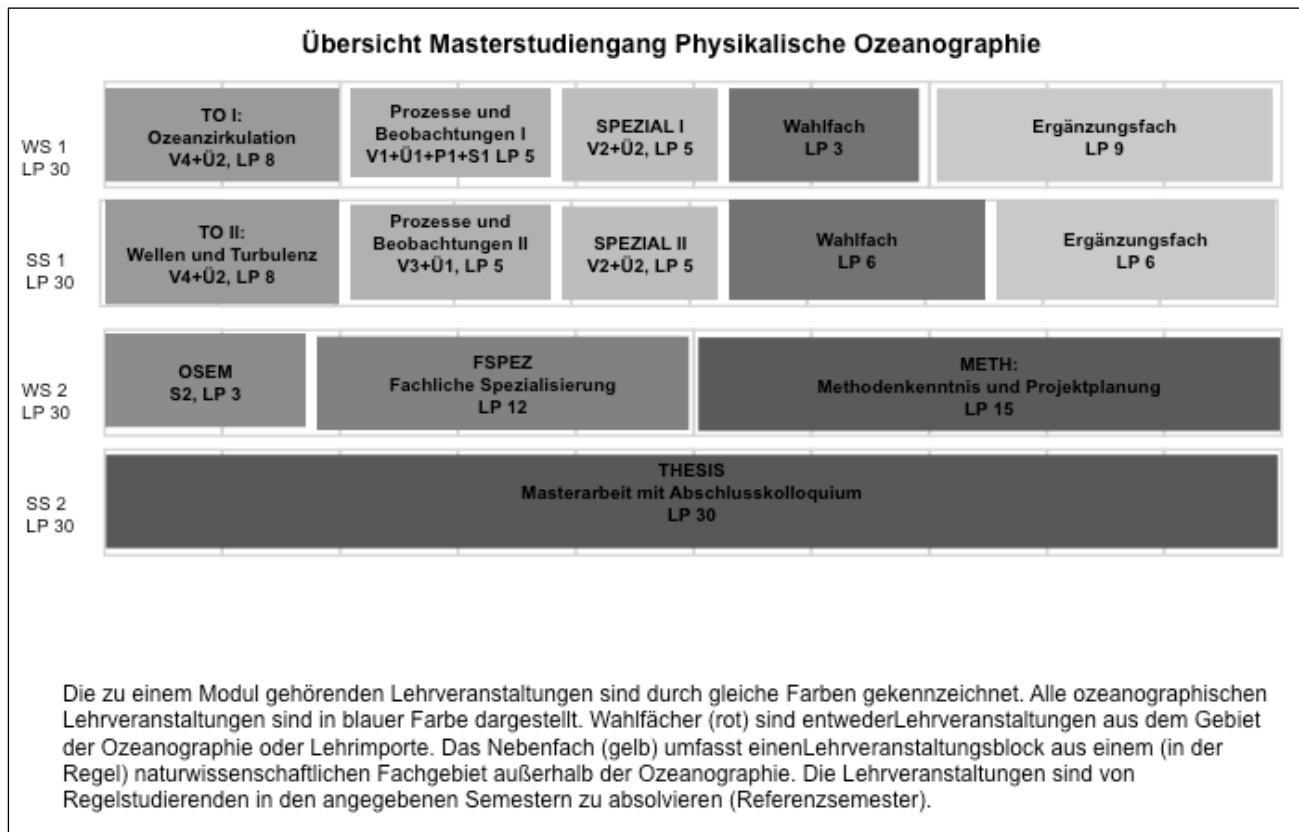 Übersicht Masterstudiengang Physikalische Ozeanographie
WS 1
LP 30
TO I:
Ozeanzirkulation
V4+Ü2, LP 8
Prozesse und
Beobachtungen I
V1+Ü1+P1+S1 LP 5
SPEZIAL I
V2+Ü2, LP 5
Wahlfach
LP 3
Ergänzungsfach
LP 9
SS 1
LP 30
TO II:
Wellen und Turbulenz
V4+Ü2, LP 8
Prozesse und
Beobachtungen II
V3+Ü1, LP 5
SPEZIAL II
V2+Ü2, LP 5
Wahlfach
LP 6
Ergänzungsfach
LP 6
WS 2
LP 30
OSEM
S2, LP 3
FSPEZ
Fachliche Spezialisierung
LP 12
METH:
Methodenkenntnis und Projektplanung
LP 15
SS 2
LP 30
THESIS
Masterarbeit mit Abschlusskolloquium
LP 30
Die zu einem Modul gehörenden Lehrveranstaltungen sind durch gleiche Farben gekennzeichnet. Alle ozeanographischen
Lehrveranstaltungen sind in blauer Farbe dargestellt. Wahlfächer (rot) sind entwederLehrveranstaltungen aus dem Gebiet
der Ozeanographie oder Lehrimporte. Das Nebenfach (gelb) umfasst einenLehrveranstaltungsblock aus einem (in der
Regel) naturwissenschaftlichen Fachgebiet außerhalb der Ozeanographie. Die Lehrveranstaltungen sind von
Regelstudierenden in den angegebenen Semestern zu absolvieren (Referenzsemester).